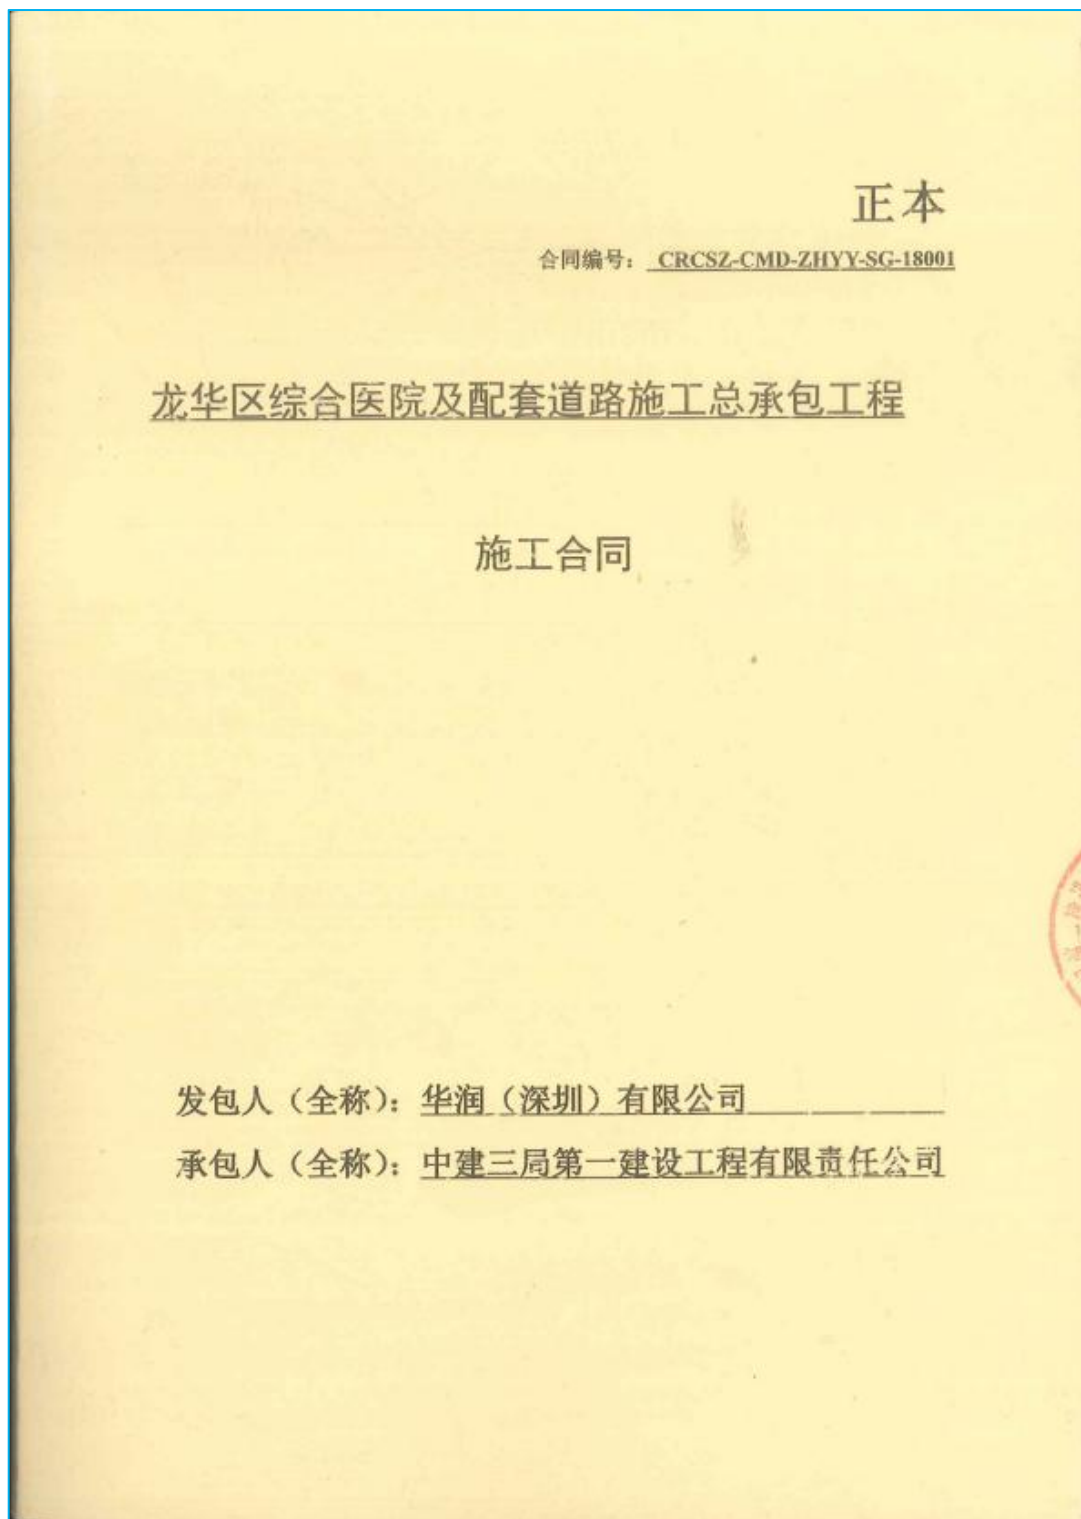 正本
合同编号： CRCSZ-CMD-ZHYY-SG-18001
龙华区综合医院及配套道路施工总承包工程
施工合同
发包人（全称）：华润（深圳）有限公司
承包人（全称）：中建三局第一建设工程有限责任公司